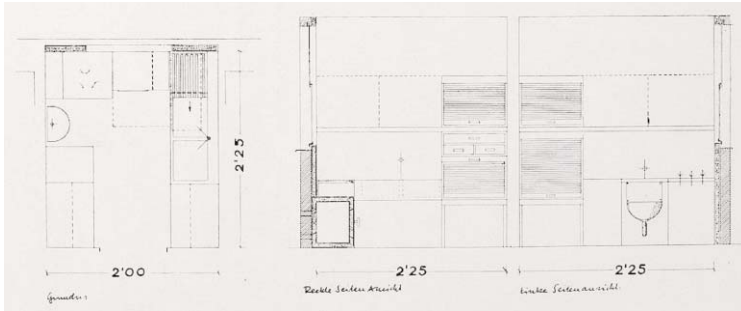 2'25
2'00
2'25
2'25
Grundriss
Rechte Seitenansicht
Linke Seitenansicht